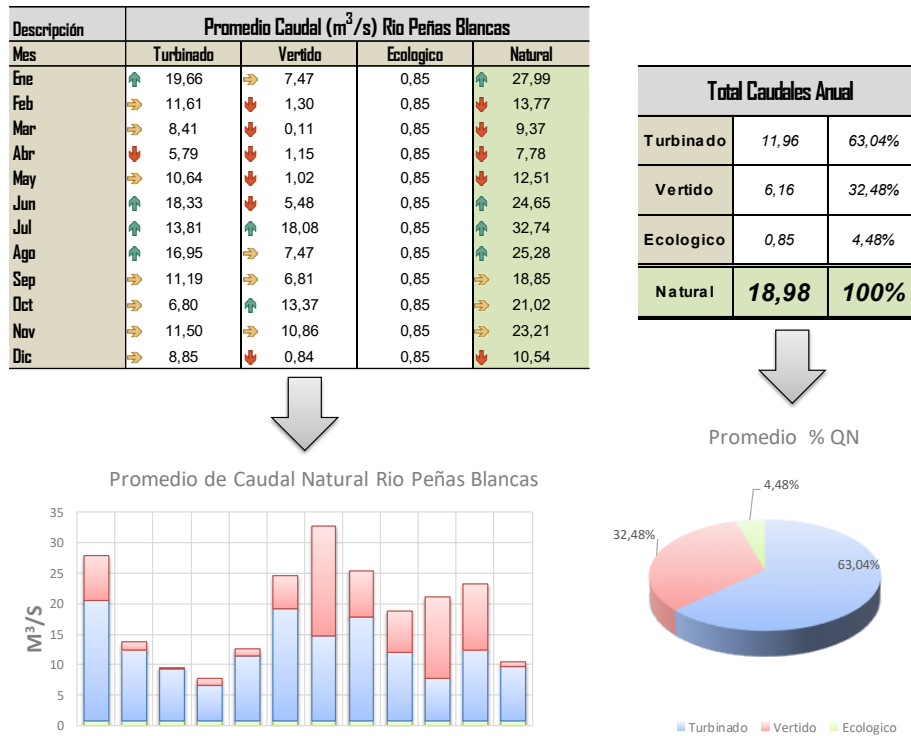 Descripción Promedio Caudal (m³/s) Rio Peñas Blancas
Mes Turbinado Vertido Ecologico Natural
Ene 19,66 7,47 0,85 27,99
Feb 11,61 1,30 0,85 13,77
Mar 8,41 0,11 0,85 9,37
Abr 5,79 1,15 0,85 7,78
May 10,64 1,02 0,85 12,51
Jun 18,33 5,48 0,85 24,65
Jul 13,81 18,08 0,85 32,74
Ago 16,95 7,47 0,85 25,28
Sep 11,19 6,81 0,85 18,85
Oct 6,80 13,37 0,85 21,02
Nov 11,50 10,86 0,85 23,21
Dic 8,85 0,84 0,85 10,54
Total Caudales Anual
Turbinado 11,96 63,04%
Vertido 6,16 32,48%
Ecologico 0,85 4,48%
Natural 18,98 100%
Promedio de Caudal Natural Rio Peñas Blancas
M³/S
35
30
25
20
15
10
5
0
Promedio % QN
4,48%
32,48%
63,04%
Turbinado Vertido Ecologico